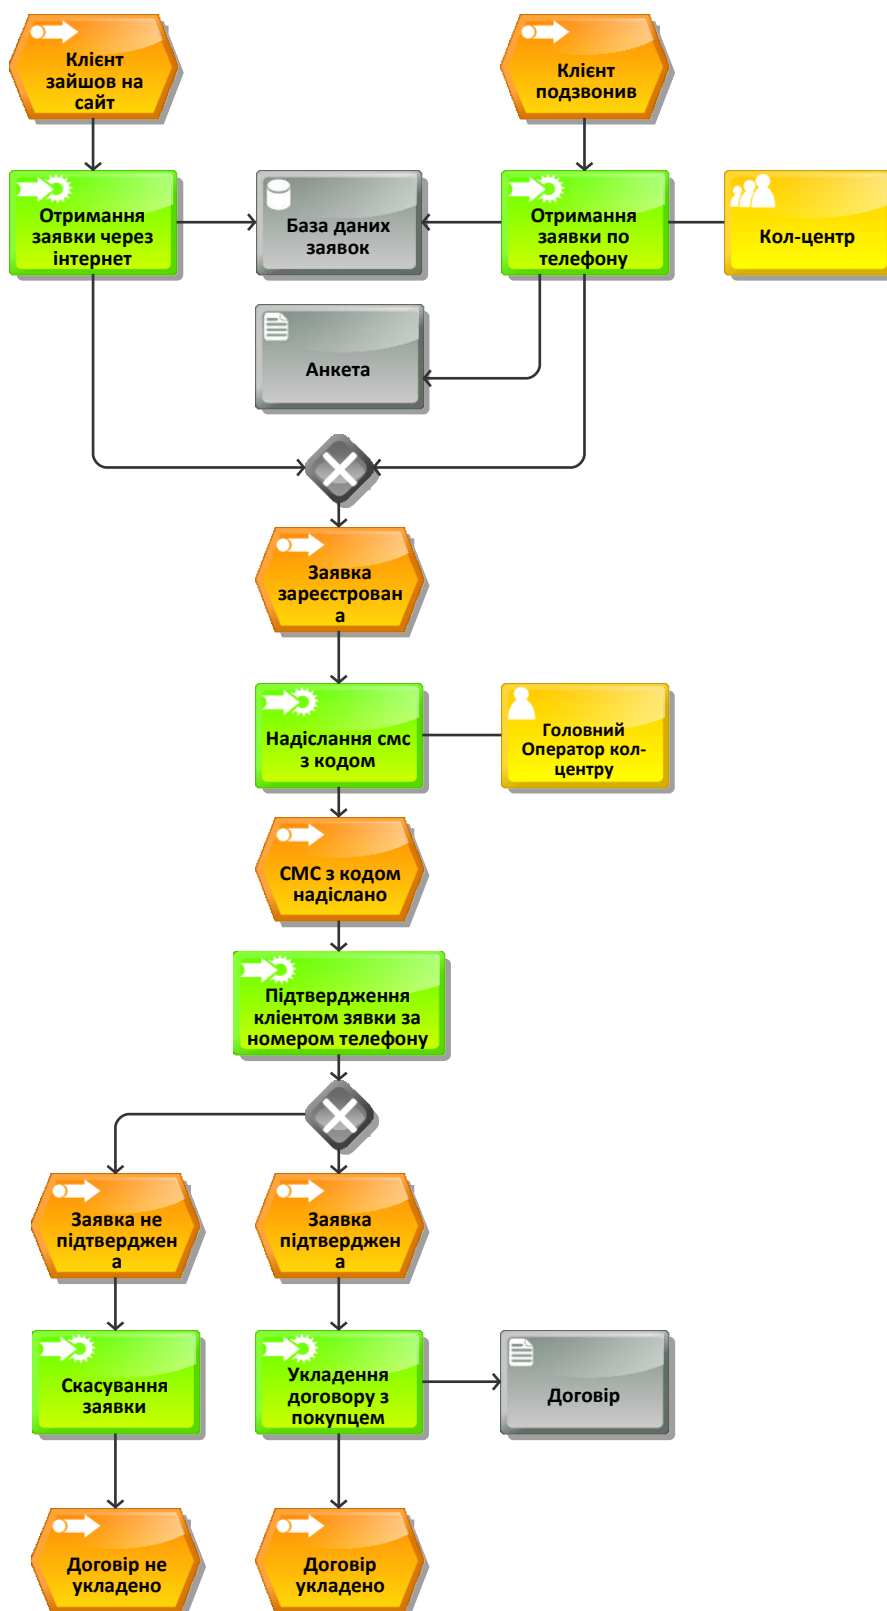 Клієнт
зайшов на
сайт
Клієнт
подзвонив
Отримання
заявки через
інтернет
База даних
заявок
Отримання
заявки по
телефону
Кол-центр
Анкета
Заявка
зареєстрован
а
Надіслання смс
з кодом
Головний
Оператор кол-
центру
СМС з кодом
надіслано
Підтвердження
кліентом зявки за
номером телефону
Заявка не
підтверджен
а
Заявка
підтверджен
а
Скасування
заявки
Укладення
договору з
покупцем
Договір
Договір не
укладено
Договір
укладено